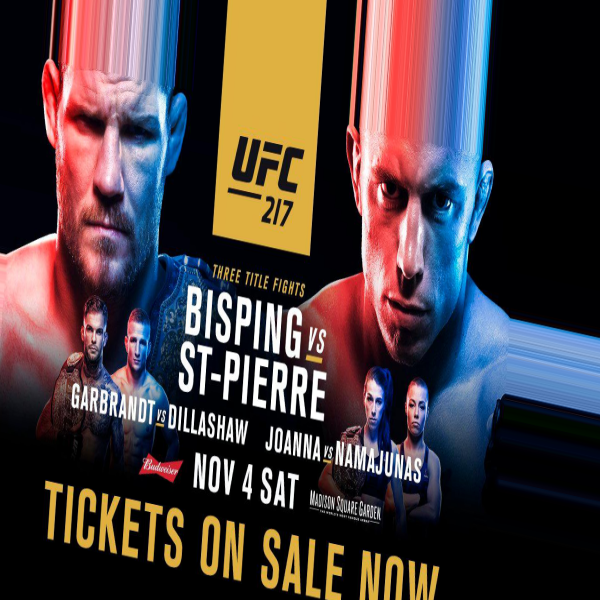 UFC
217
THREE TITLE FIGHTS
BISPING VS
ST-PIERRE
GARBRANDT VS DILLASHAW JOANNA VS NAMAJUNAS
Budweiser
NOV 4 SAT
MADISON SQUARE GARDEN
TICKETS ON SALE NOW